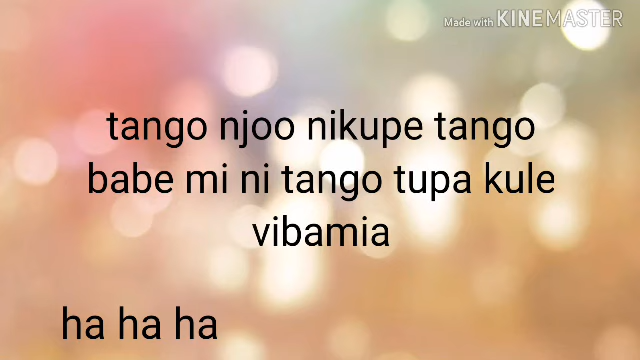 Made with KINEMASTER
tango njoo nikupe tango
babe mi ni tango tupa kule
vibamia
ha ha ha